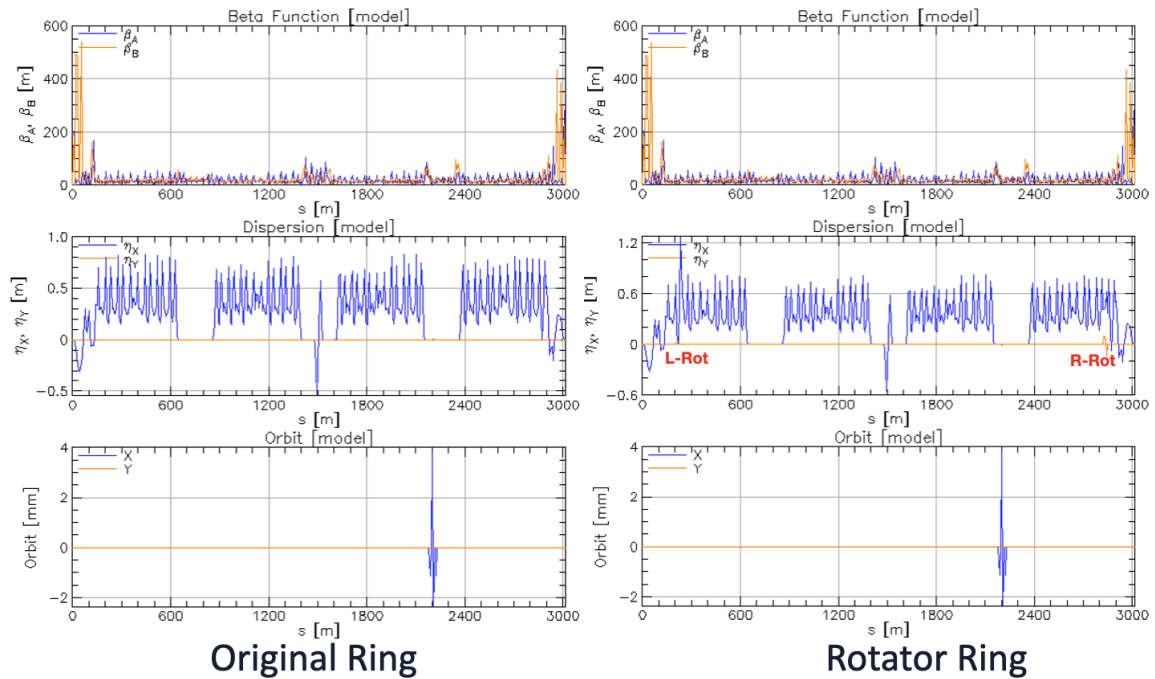 Beta Function [model]
β_A
β_B
β_A, β_B [m]
600
400
200
0
0 600 1200 1800 2400 3000
s [m]
Dispersion [model]
η_X
η_Y
η_X, η_Y [m]
1.0
0.5
0.0
−0.5
0 600 1200 1800 2400 3000
s [m]
Orbit [model]
X
Y
Orbit [mm]
4
2
0
−2
0 600 1200 1800 2400 3000
s [m]
Original Ring
Beta Function [model]
β_A
β_B
β_A, β_B [m]
600
400
200
0
0 600 1200 1800 2400 3000
s [m]
Dispersion [model]
η_X
η_Y
η_X, η_Y [m]
1.2
0.6
0.0
−0.6
L-Rot
R-Rot
0 600 1200 1800 2400 3000
s [m]
Orbit [model]
X
Y
Orbit [mm]
4
2
0
−2
0 600 1200 1800 2400 3000
s [m]
Rotator Ring